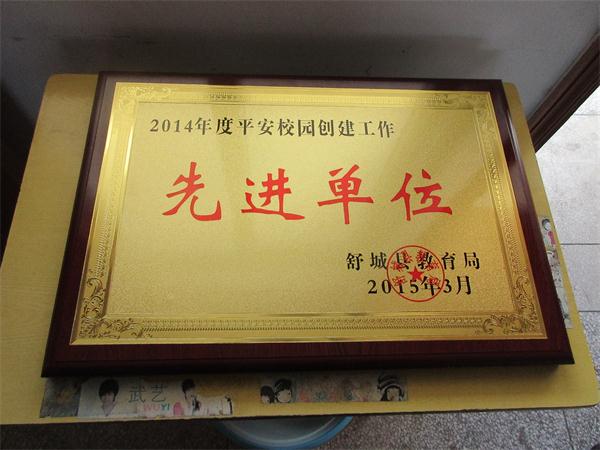 2014年度平安校园创建工作
先进单位
舒城县教育局
2015年3月
武艺
WUYI